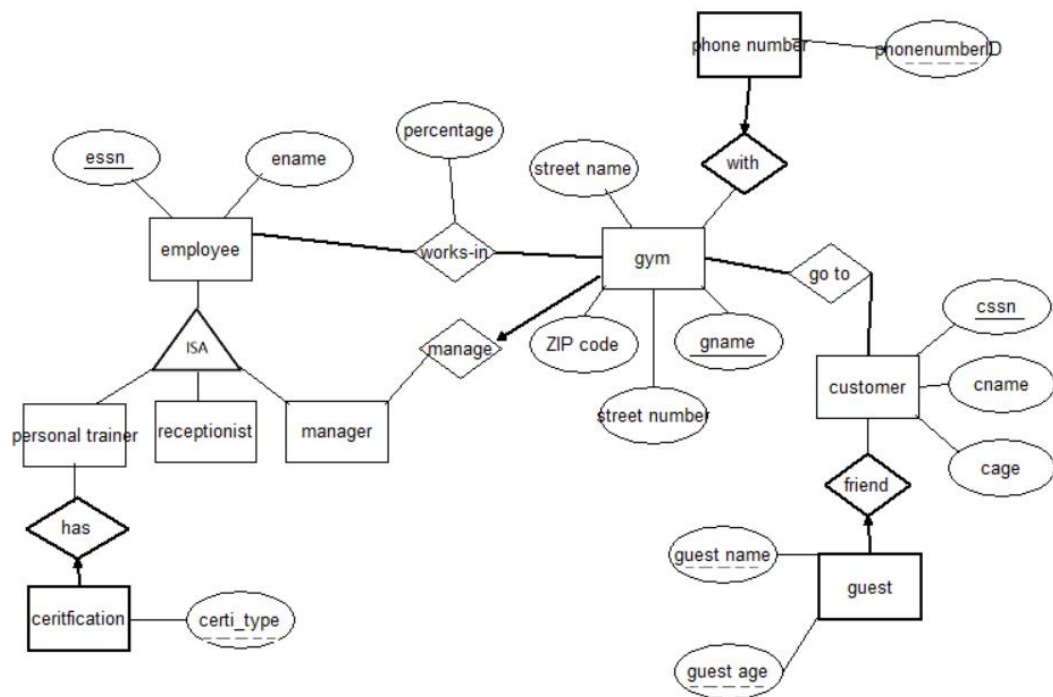 phone number
phonenumberID
percentage
essn
ename
street name
with
employee
works-in
gym
go to
cssn
ISA
manage
ZIP code
gname
customer
cname
personal trainer
receptionist
manager
street number
cage
friend
has
guest name
guest
ceritfication
certi_type
guest age